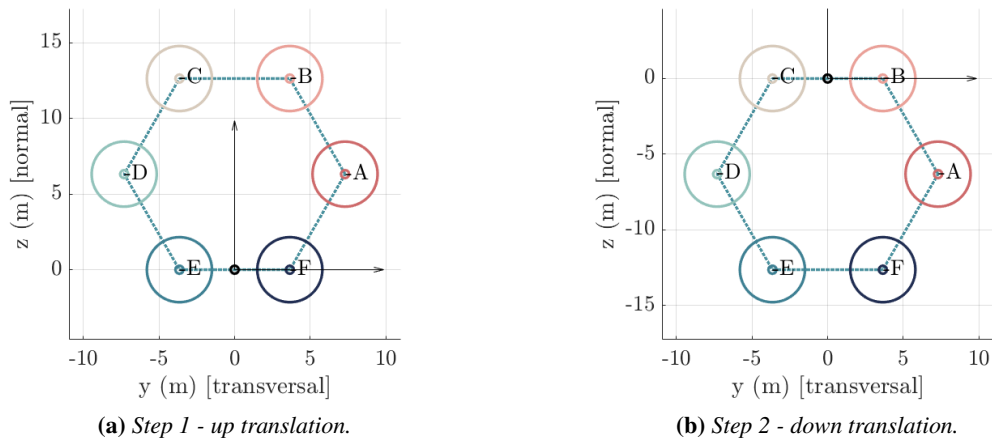 15
10
5
0
-10
-5
0
5
10
z (m) [normal]
y (m) [transversal]
-C
-B
-D
-A
-E
-F
(a) Step 1 - up translation.
0
-5
-10
-15
-10
-5
0
5
10
z (m) [normal]
y (m) [transversal]
-C
-B
-D
-A
-E
-F
(b) Step 2 - down translation.